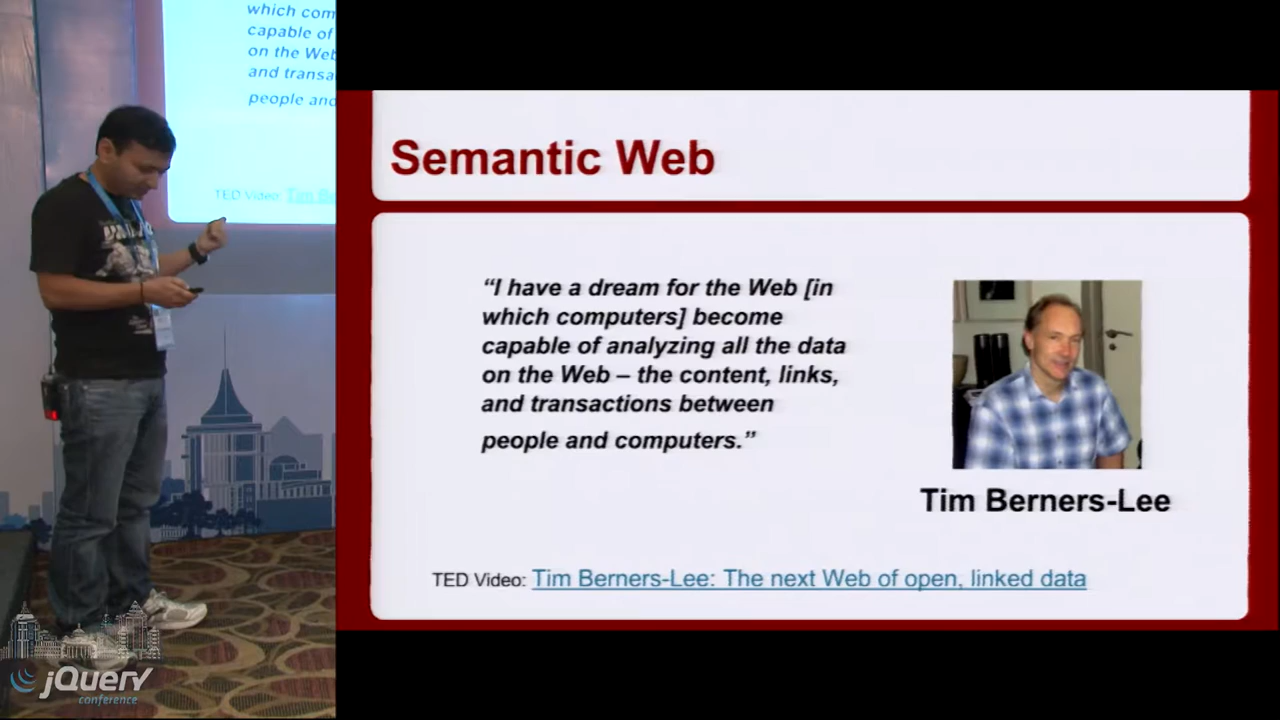 which com
capable of
on the Web
and transa
people and
TED Video:
Semantic Web
“I have a dream for the Web [in
which computers] become
capable of analyzing all the data
on the Web – the content, links,
and transactions between
people and computers.”
Tim Berners-Lee
TED Video: Tim Berners-Lee: The next Web of open, linked data
jQuery
conference